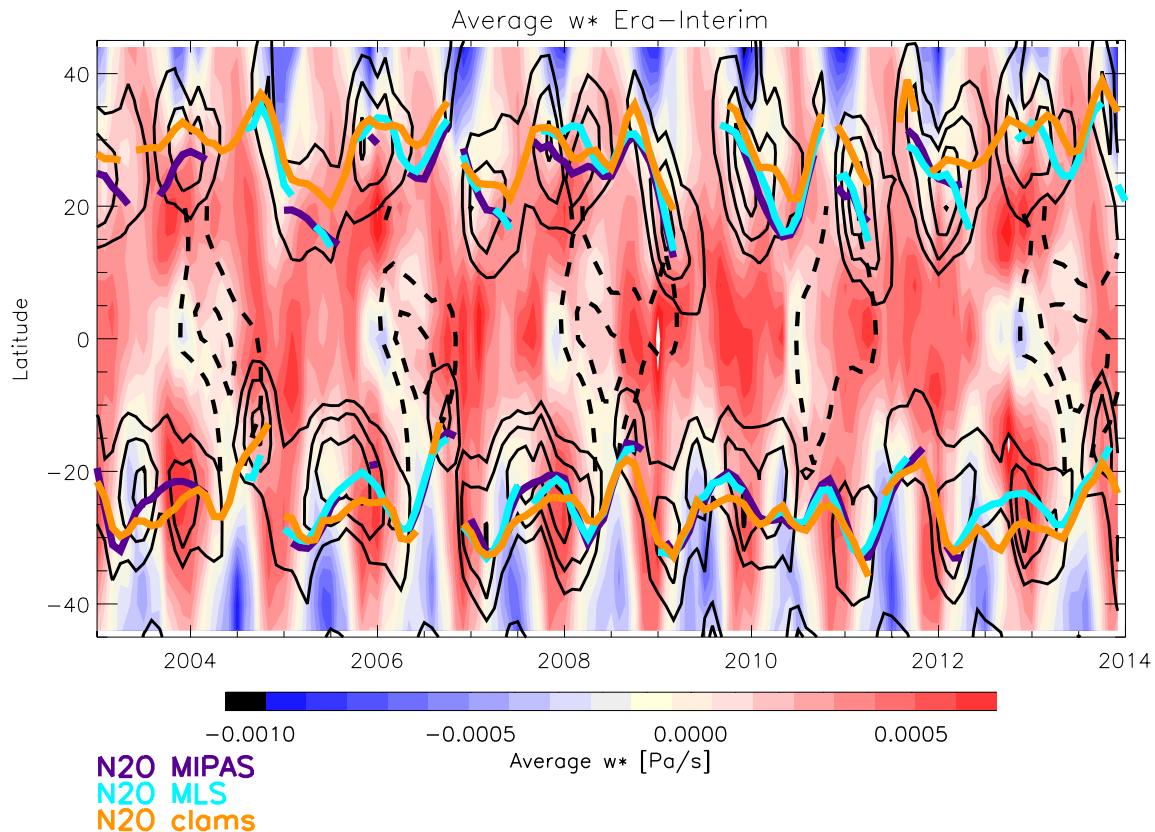 Average w* Era-Interim
Latitude
40
20
0
-20
-40
2004 2006 2008 2010 2012 2014
-0.0010 -0.0005 0.0000 0.0005
Average w* [Pa/s]
N2O MIPAS
N2O MLS
N2O clams